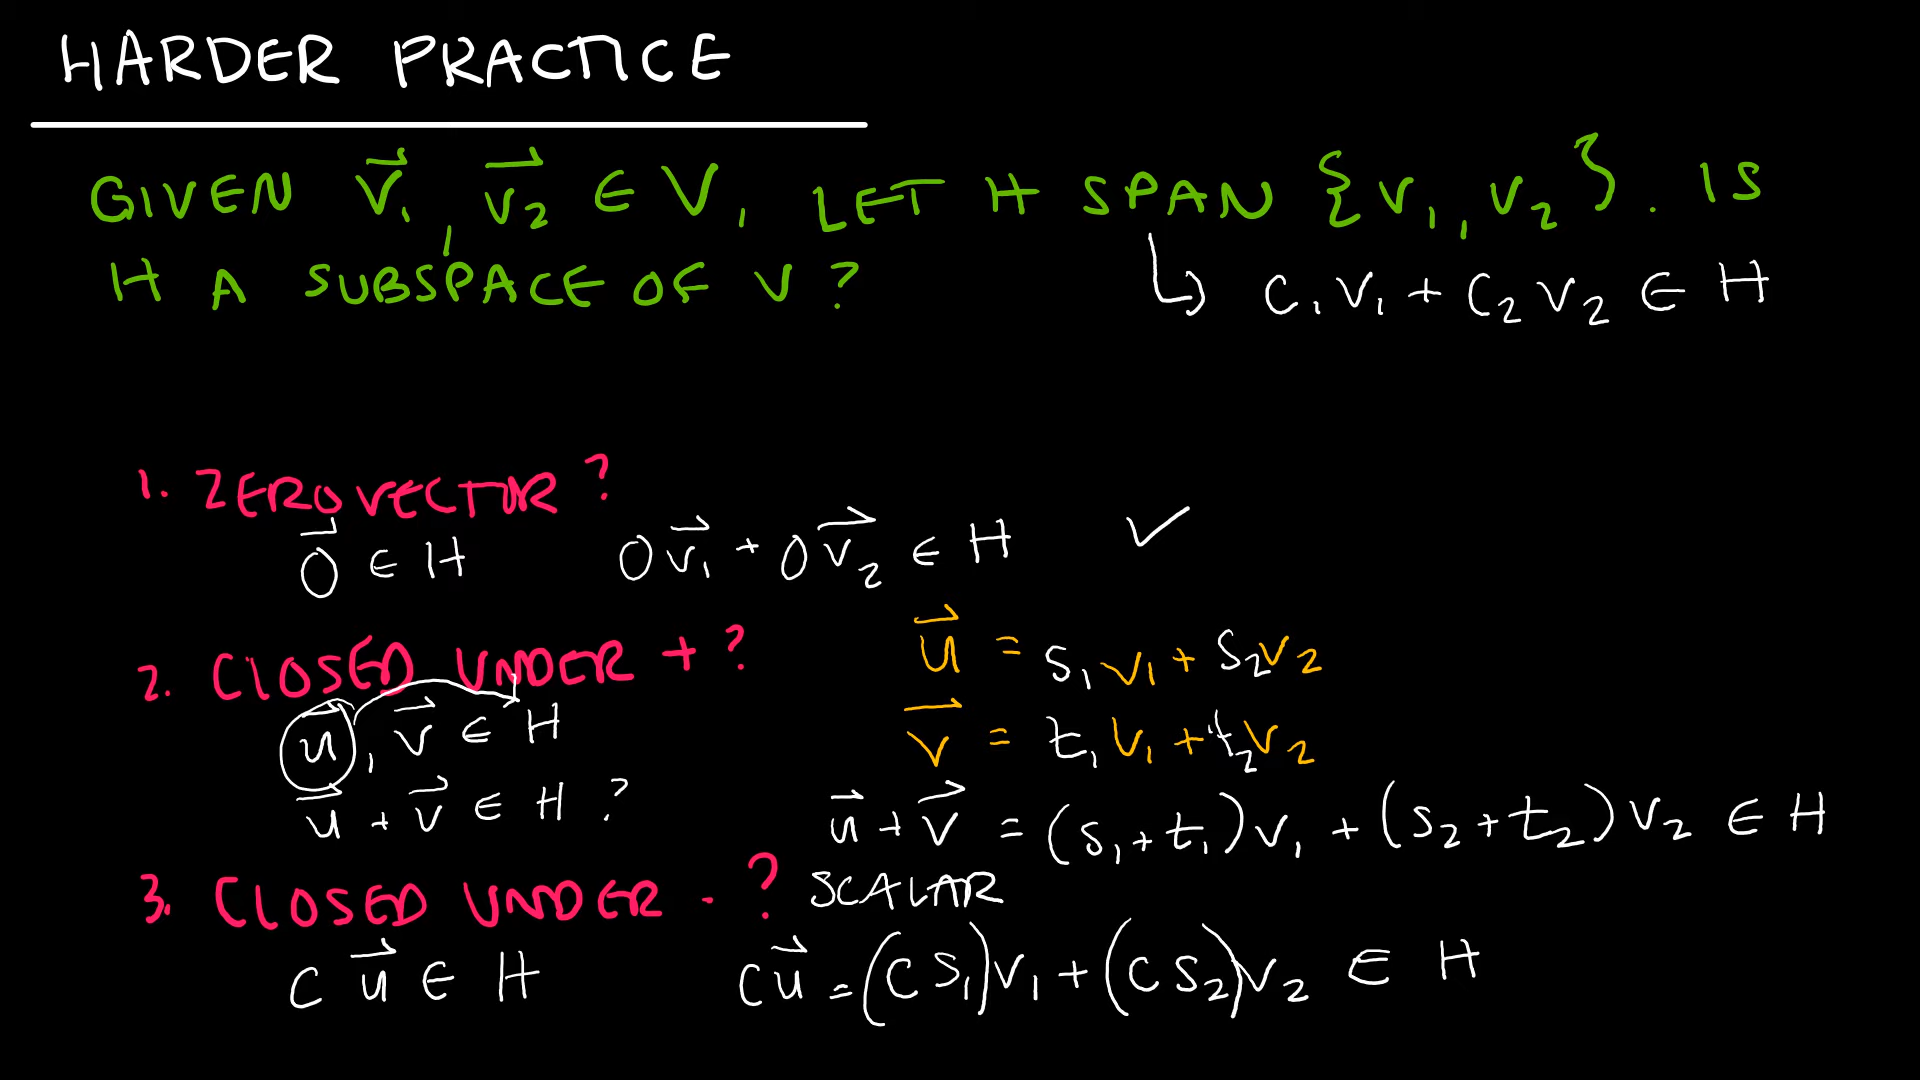 HARDER PRACTICE
GIVEN v⃗₁, v⃗₂ ∈ V, LET H SPAN {v₁, v₂}. IS
H A SUBSPACE OF V?
↳ c₁v₁ + c₂v₂ ∈ H
1. ZERO VECTOR?
0⃗ ∈ H 0v⃗₁ + 0v⃗₂ ∈ H ✓
2. CLOSED UNDER + ?
u⃗, v⃗ ∈ H
u⃗ + v⃗ ∈ H ?
u⃗ = s₁v₁ + s₂v₂
v⃗ = t₁v₁ + t₂v₂
u⃗ + v⃗ = (s₁ + t₁)v₁ + (s₂ + t₂)v₂ ∈ H
3. CLOSED UNDER · ? SCALAR
c u⃗ ∈ H cu⃗ = (cs₁)v₁ + (cs₂)v₂ ∈ H